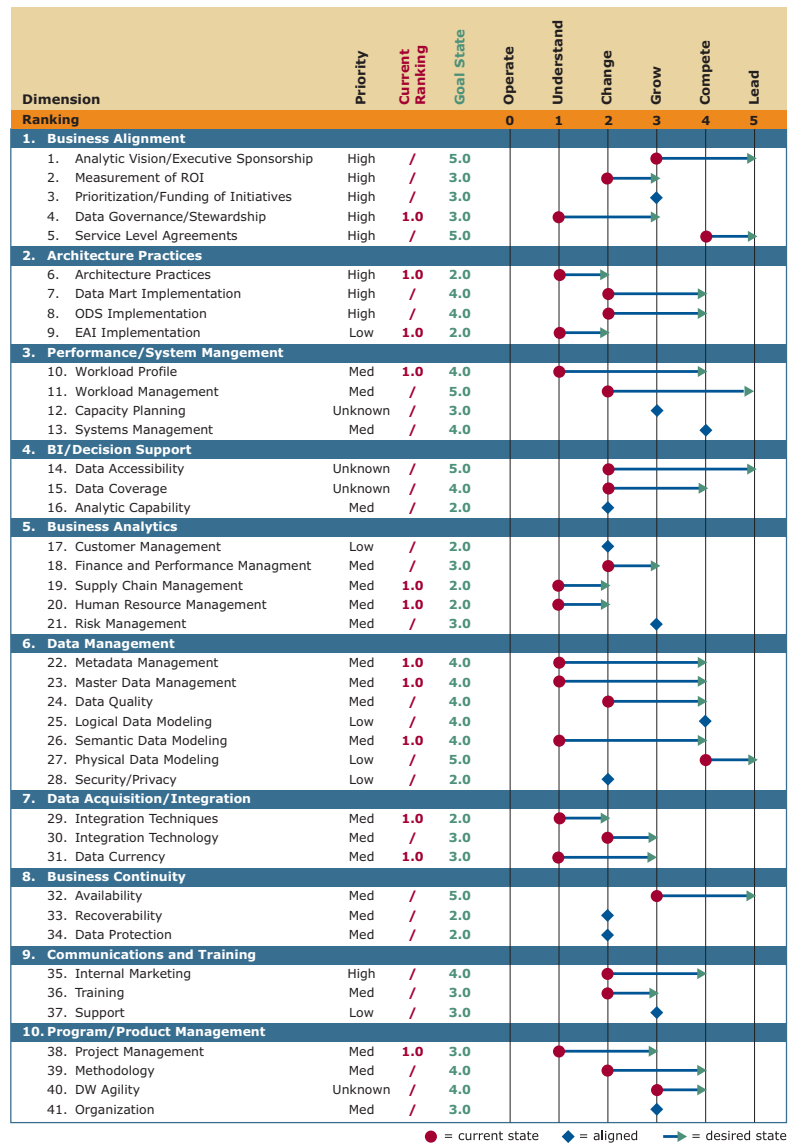 Dimension Priority Current Ranking Goal State Operate Understand Change Grow Compete Lead
Ranking 0 1 2 3 4 5
1. Business Alignment
1. Analytic Vision/Executive Sponsorship High / 5.0
2. Measurement of ROI High / 3.0
3. Prioritization/Funding of Initiatives High / 3.0
4. Data Governance/Stewardship High 1.0 3.0
5. Service Level Agreements High / 5.0
2. Architecture Practices
6. Architecture Practices High 1.0 2.0
7. Data Mart Implementation High / 4.0
8. ODS Implementation High / 4.0
9. EAI Implementation Low 1.0 2.0
3. Performance/System Mangement
10. Workload Profile Med 1.0 4.0
11. Workload Management Med / 5.0
12. Capacity Planning Unknown / 3.0
13. Systems Management Med / 4.0
4. BI/Decision Support
14. Data Accessibility Unknown / 5.0
15. Data Coverage Unknown / 4.0
16. Analytic Capability Med / 2.0
5. Business Analytics
17. Customer Management Low / 2.0
18. Finance and Performance Managment Med / 3.0
19. Supply Chain Management Med 1.0 2.0
20. Human Resource Management Med 1.0 2.0
21. Risk Management Med / 3.0
6. Data Management
22. Metadata Management Med 1.0 4.0
23. Master Data Management Med 1.0 4.0
24. Data Quality Med / 4.0
25. Logical Data Modeling Low / 4.0
26. Semantic Data Modeling Med 1.0 4.0
27. Physical Data Modeling Low / 5.0
28. Security/Privacy Low / 2.0
7. Data Acquisition/Integration
29. Integration Techniques Med 1.0 2.0
30. Integration Technology Med / 3.0
31. Data Currency Med 1.0 3.0
8. Business Continuity
32. Availability Med / 5.0
33. Recoverability Med / 2.0
34. Data Protection Med / 2.0
9. Communications and Training
35. Internal Marketing High / 4.0
36. Training Med / 3.0
37. Support Low / 3.0
10. Program/Product Management
38. Project Management Med 1.0 3.0
39. Methodology Med / 4.0
40. DW Agility Unknown / 4.0
41. Organization Med / 3.0
= current state = aligned = desired state